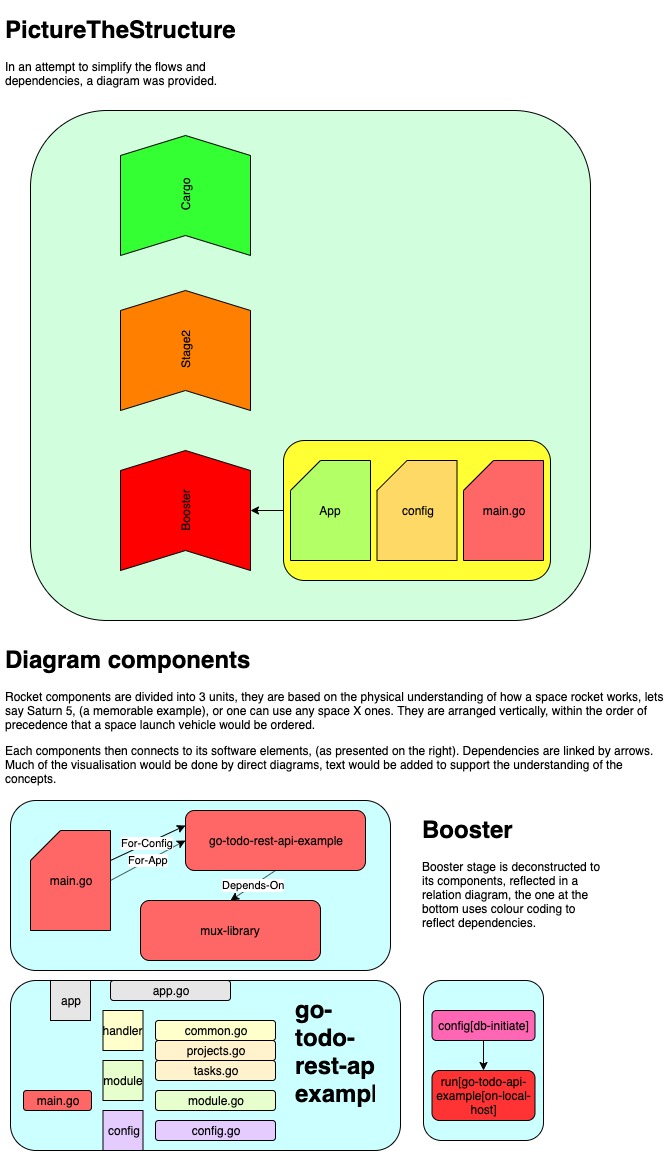 PictureTheStructure
In an attempt to simplify the flows and
dependencies, a diagram was provided.
Cargo
Stage2
Booster
App
config
main.go
Diagram components
Rocket components are divided into 3 units, they are based on the physical understanding of how a space rocket works, lets
say Saturn 5, (a memorable example), or one can use any space X ones. They are arranged vertically, within the order of
precedence that a space launch vehicle would be ordered.
Each components then connects to its software elements, (as presented on the right). Dependencies are linked by arrows.
Much of the visualisation would be done by direct diagrams, text would be added to support the understanding of the
concepts.
main.go
For-Config
For-App
go-todo-rest-api-example
Depends-On
mux-library
Booster
Booster stage is deconstructed to
its components, reflected in a
relation diagram, the one at the
bottom uses colour coding to
reflect dependencies.
app
app.go
handler
common.go
projects.go
tasks.go
module
module.go
main.go
config
config.go
go-
todo-
rest-ap
exampl
config[db-initiate]
run[go-todo-api-
example[on-local-
host]